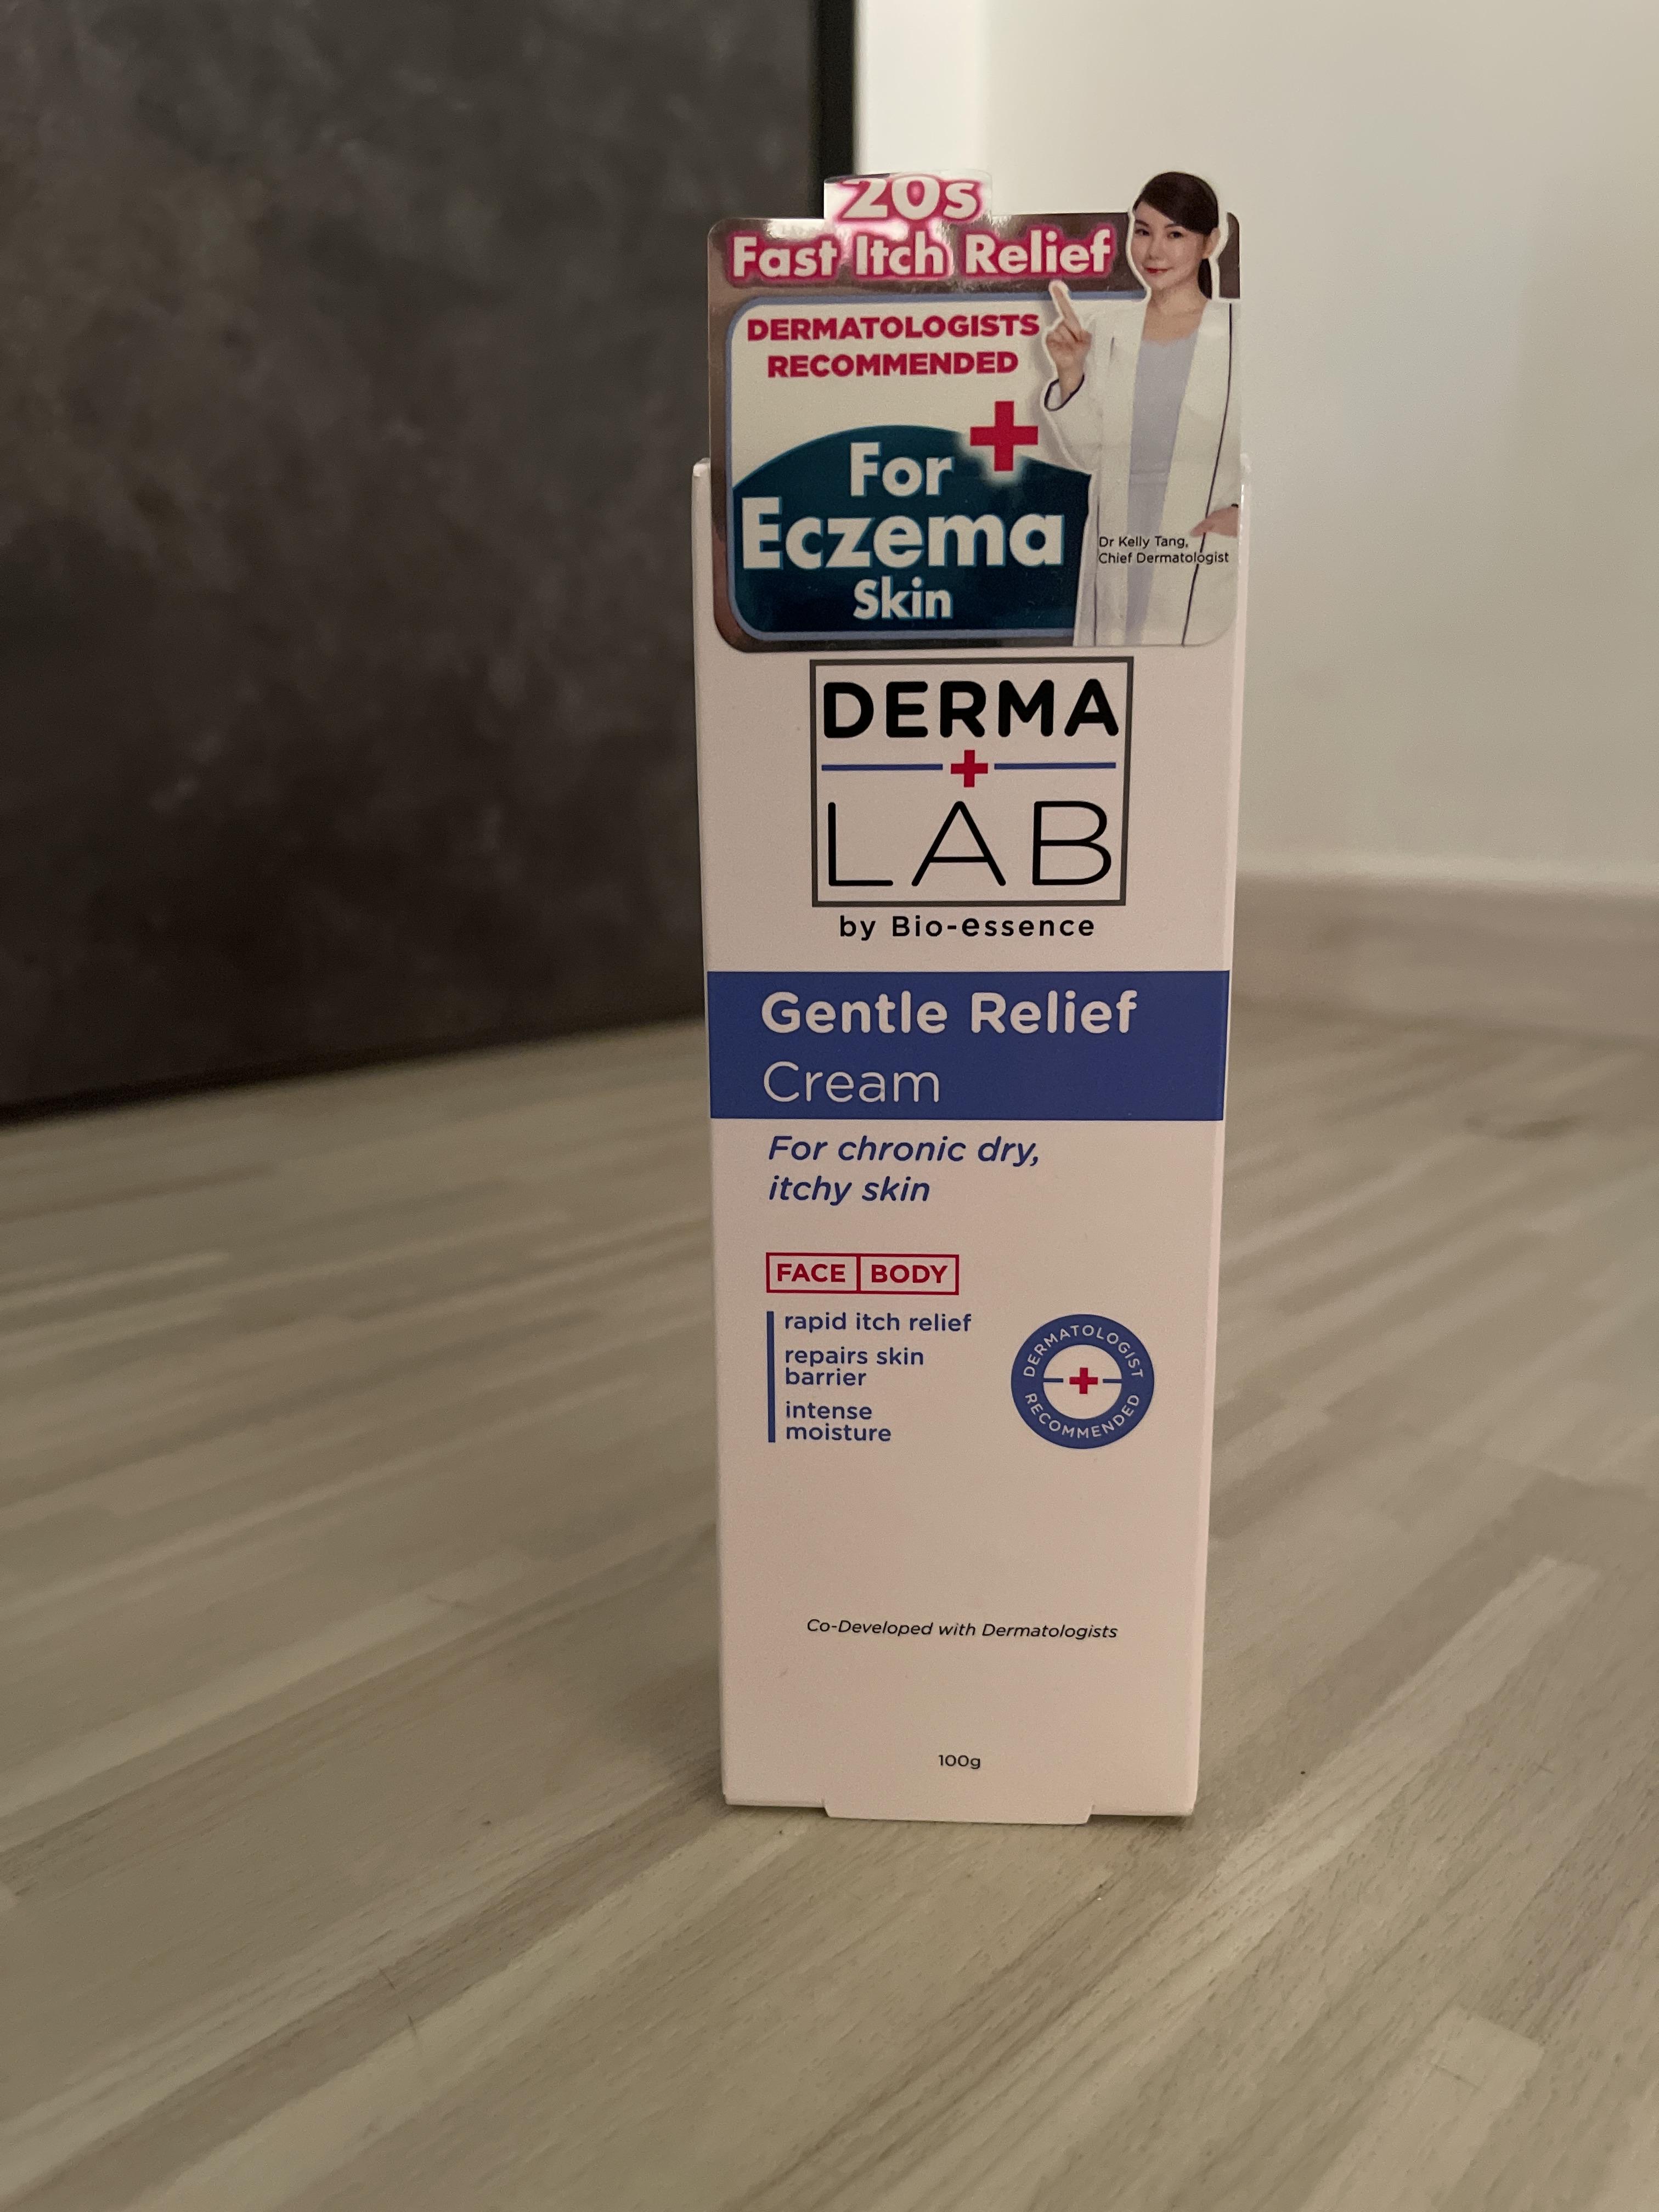 20s
Fast Itch Relief
DERMATOLOGISTS
RECOMMENDED
For
Eczema
Skin
Dr Kelly Tang,
Chief Dermatologist
DERMA
LAB
by Bio-essence
Gentle Relief
Cream
For chronic dry,
itchy skin
FACE BODY
rapid itch relief
repairs skin
barrier
intense
moisture
DERMATOLOGIST
RECOMMENDED
Co-Developed with Dermatologists
100g